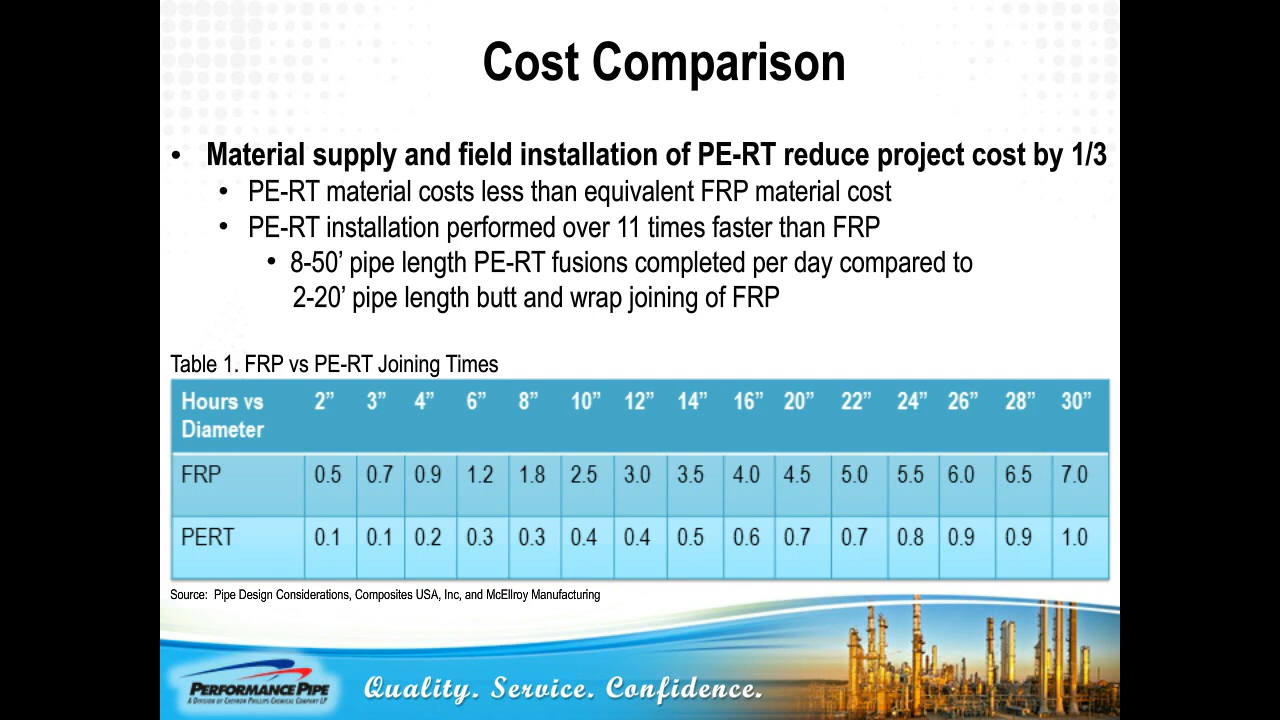 Cost Comparison
• Material supply and field installation of PE-RT reduce project cost by 1/3
• PE-RT material costs less than equivalent FRP material cost
• PE-RT installation performed over 11 times faster than FRP
• 8-50’ pipe length PE-RT fusions completed per day compared to
2-20’ pipe length butt and wrap joining of FRP
Table 1. FRP vs PE-RT Joining Times
Hours vs Diameter 2” 3” 4” 6” 8” 10” 12” 14” 16” 20” 22” 24” 26” 28” 30”
FRP 0.5 0.7 0.9 1.2 1.8 2.5 3.0 3.5 4.0 4.5 5.0 5.5 6.0 6.5 7.0
PERT 0.1 0.1 0.2 0.3 0.3 0.4 0.4 0.5 0.6 0.7 0.7 0.8 0.9 0.9 1.0
Source: Pipe Design Considerations, Composites USA, Inc, and McElroy Manufacturing
PERFORMANCE PIPE
A DIVISION OF CHEVRON PHILLIPS CHEMICAL COMPANY LP
Quality. Service. Confidence.